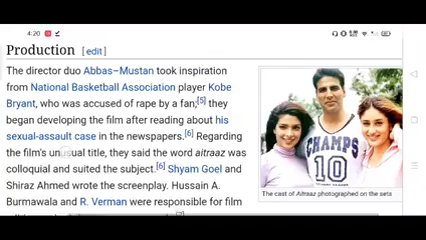 4:20
Production [edit]
The director duo Abbas–Mustan took inspiration
from National Basketball Association player Kobe
Bryant, who was accused of rape by a fan;[5] they
began developing the film after reading about his
sexual-assault case in the newspapers.[6] Regarding
the film's unusual title, they said the word aitraaz was
colloquial and suited the subject.[6] Shyam Goel and
Shiraz Ahmed wrote the screenplay. Hussain A.
Burmawala and R. Verman were responsible for film
CHAMPS
10
The cast of Aitraaz photographed on the sets